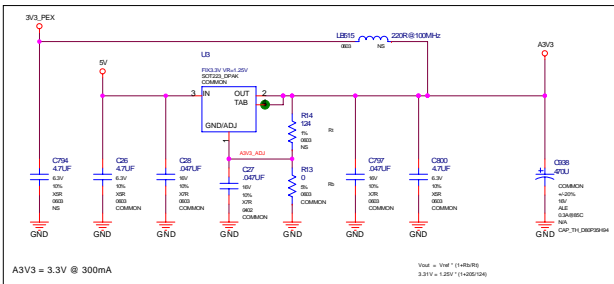 3V3_PEX
LB515 220R@100MHz
0603 NS
A3V3
5V
U3
FIX3.3V VR=1.25V
SOT223_DPAK
COMMON
3 IN OUT 2
TAB 4
GND/ADJ
1
A3V3_ADJ
R14
124
1%
0603
NS
Rt
C794
4.7UF
6.3V
10%
X5R
0603
NS
C26
4.7UF
6.3V
10%
X5R
0603
COMMON
C28
.047UF
16V
10%
X7R
0603
COMMON
C27
.047UF
16V
10%
X7R
0402
COMMON
R13
0
5%
0603
COMMON
Rb
C797
.047UF
16V
10%
X7R
0603
COMMON
C800
4.7UF
6.3V
10%
X5R
0603
COMMON
C938
470U
COMMON
+/-20%
16V
ALE
0.3A@85C
N/A
CAP_TH_D80P35H94
GND
GND
GND
GND
GND
GND
GND
GND
A3V3 = 3.3V @ 300mA
Vout = Vref * (1+Rb/Rt)
3.31V = 1.25V * (1+205/124)